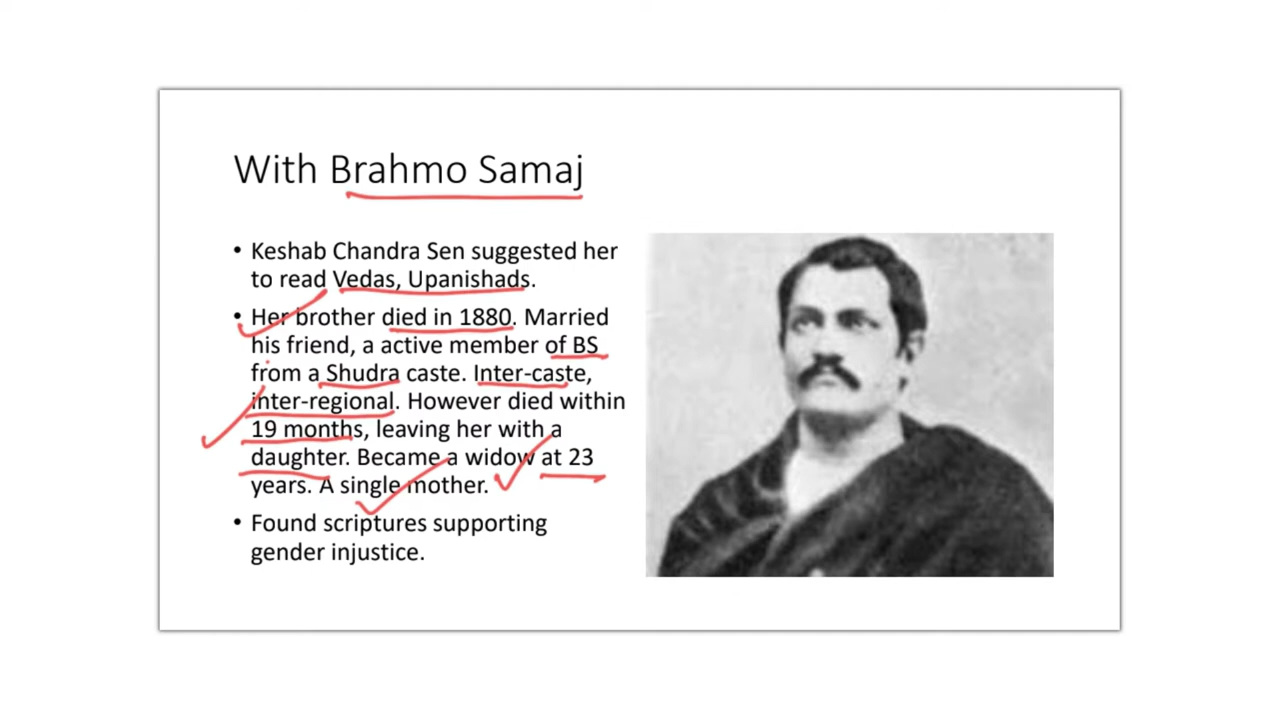 With Brahmo Samaj
• Keshab Chandra Sen suggested her
to read Vedas, Upanishads.
• Her brother died in 1880. Married
his friend, a active member of BS
from a Shudra caste. Inter-caste,
inter-regional. However died within
19 months, leaving her with a
daughter. Became a widow at 23
years. A single mother.
• Found scriptures supporting
gender injustice.